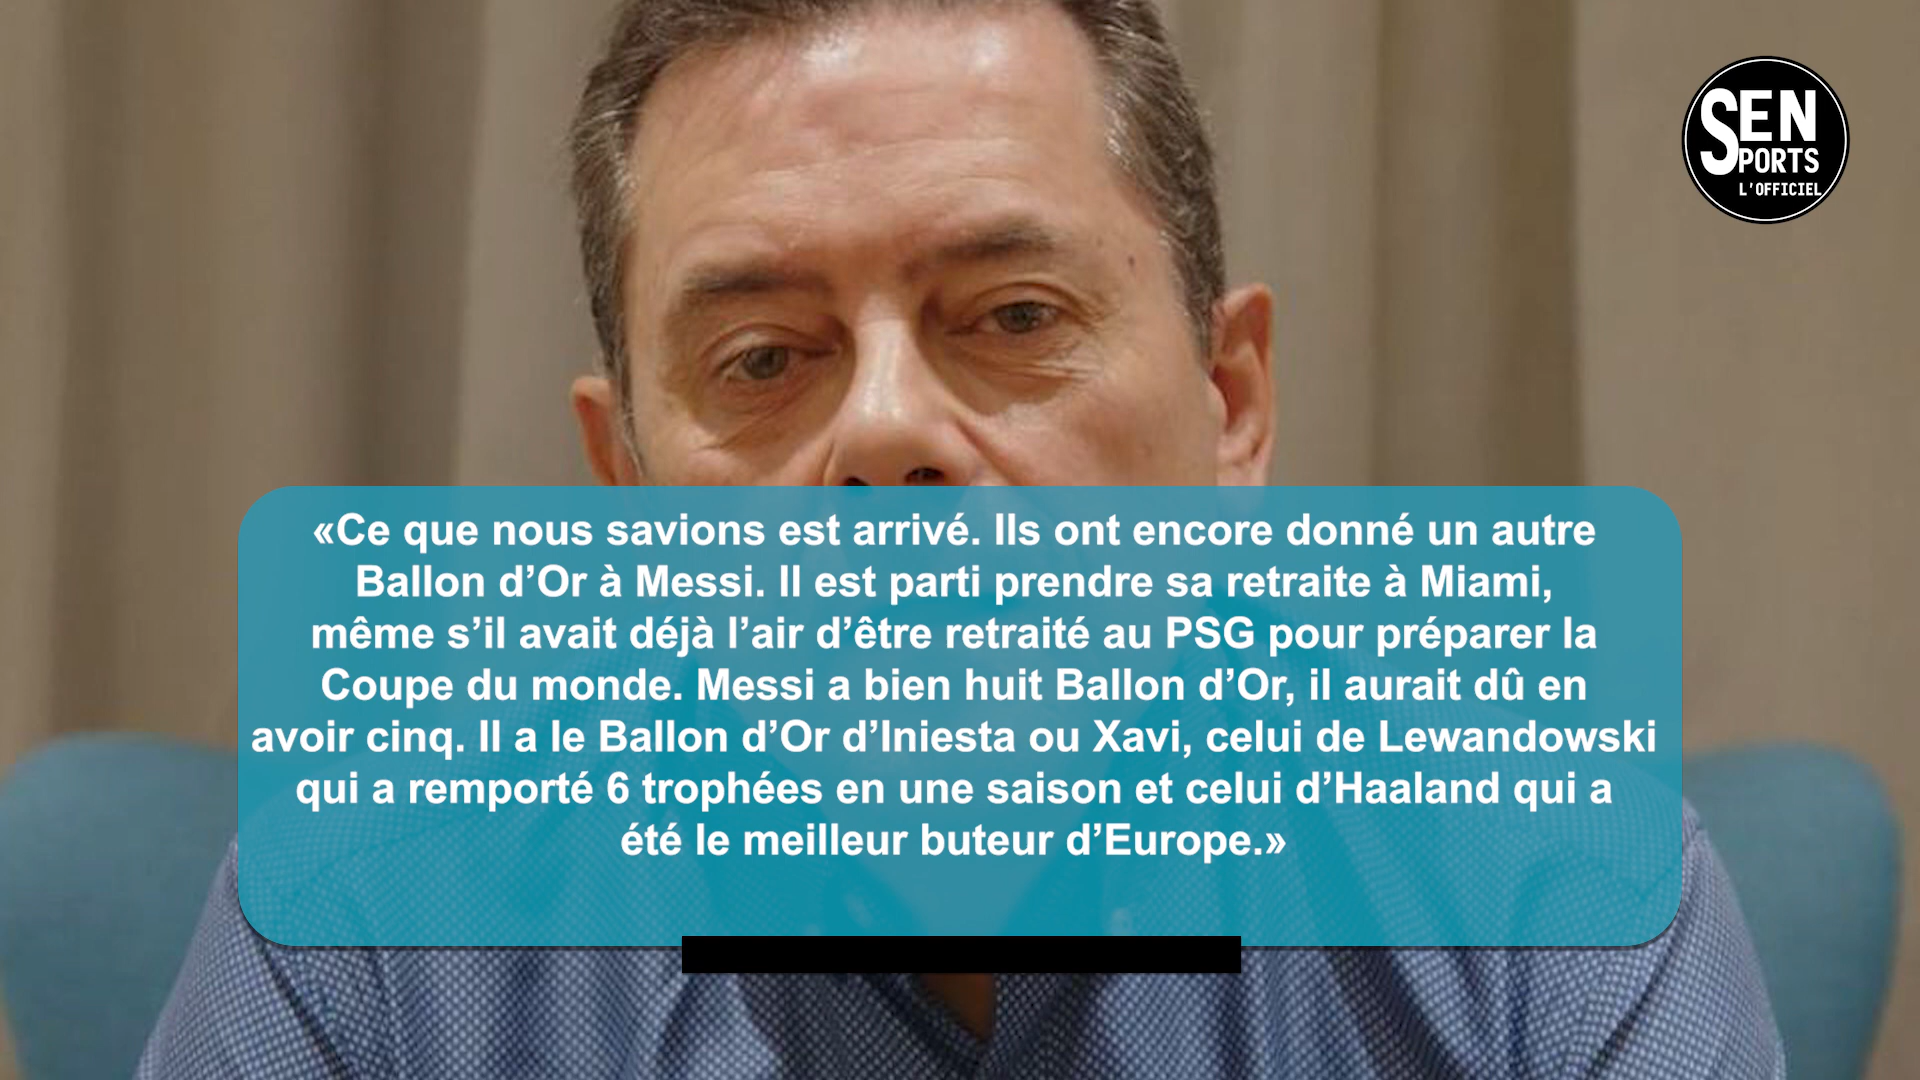 SEN
SPORTS
L'OFFICIEL
«Ce que nous savions est arrivé. Ils ont encore donné un autre
Ballon d’Or à Messi. Il est parti prendre sa retraite à Miami,
même s’il avait déjà l’air d’être retraité au PSG pour préparer la
Coupe du monde. Messi a bien huit Ballon d’Or, il aurait dû en
avoir cinq. Il a le Ballon d’Or d’Iniesta ou Xavi, celui de Lewandowski
qui a remporté 6 trophées en une saison et celui d’Haaland qui a
été le meilleur buteur d’Europe.»